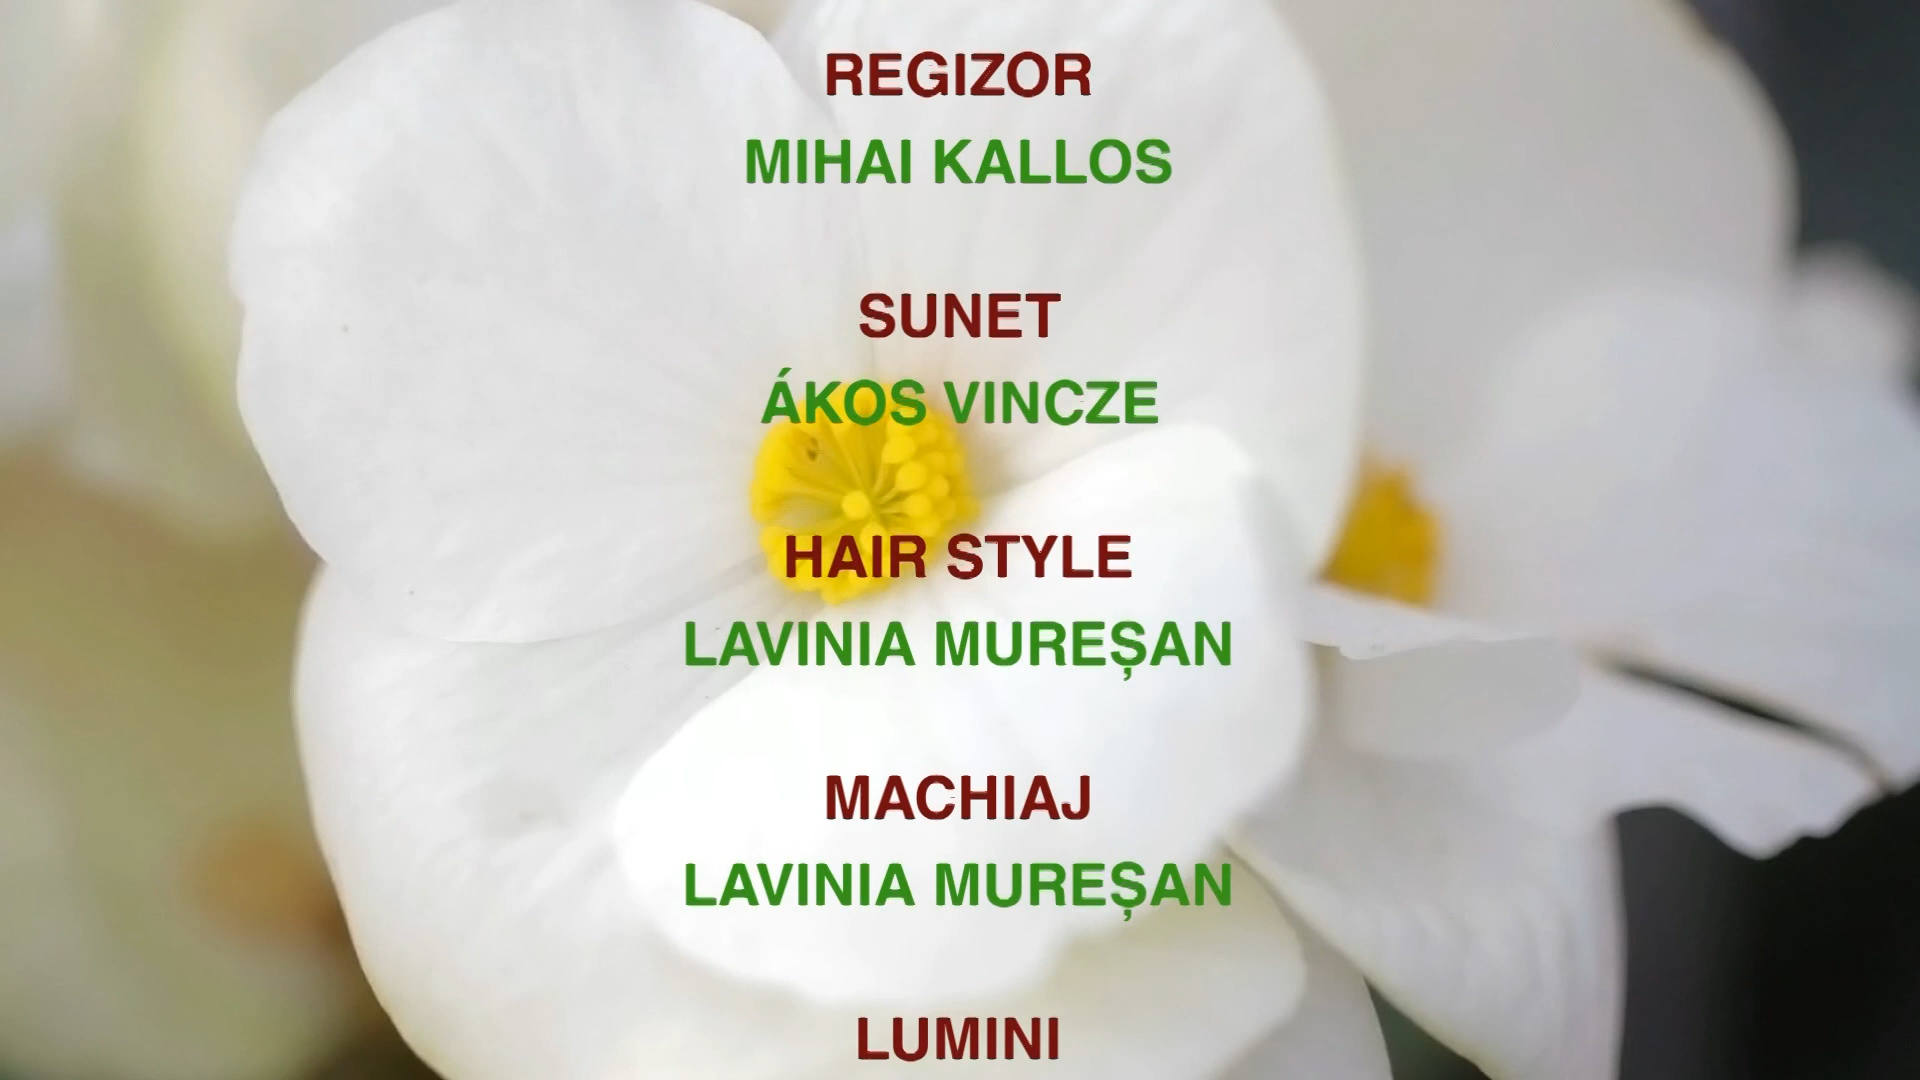 REGIZOR
MIHAI KALLOS
SUNET
ÁKOS VINCZE
HAIR STYLE
LAVINIA MUREȘAN
MACHIAJ
LAVINIA MUREȘAN
LUMINI